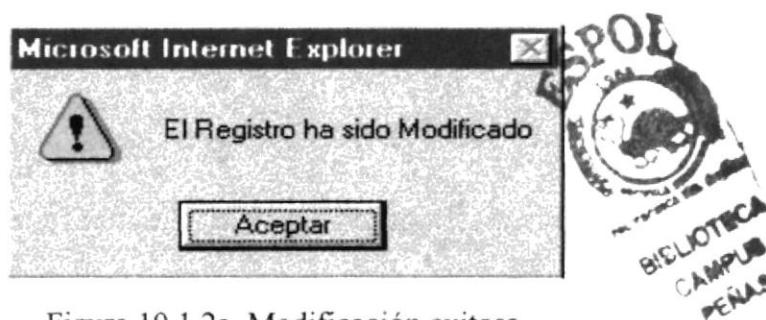 Microsoft Internet Explorer
El Registro ha sido Modificado
Aceptar
ESPOL
BIBLIOTECA
CAMPUS
PEÑAS
Figura 10.1.2a. Modificación exitosa